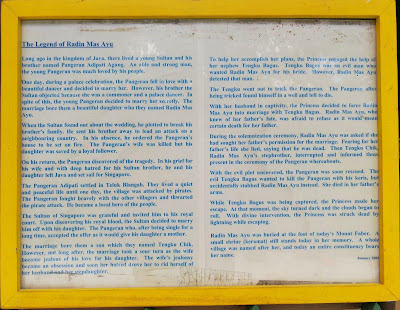 The Legend of Radin Mas Ayu
Long ago in the kingdom of Java, there lived a young Sultan and his
brother named Pangeran Adipati Agung. An able and strong man,
the young Pangeran was much loved by his people.
One day, during a palace celebration, the Pangeran fell in love with a
beautiful dancer and decided to marry her. However, his brother the
Sultan objected because she was a commoner and a palace dancer. In
spite of this, the young Pangeran decided to marry her secretly. The
marriage bore them a beautiful daughter who they named Radin Mas
Ayu.
When the Sultan found out about the wedding, he plotted to break his
brother's family. He sent his brother away to lead an attack on a
neighbouring country. In his absence, he ordered the Pangeran's
house to be set on fire. The Pangeran's wife was killed but his
daughter was saved by a loyal follower.
On his return, the Pangeran discovered of the tragedy. In his grief for
his wife and with deep hatred for his Sultan brother, he and his
daughter left Java and set sail for Singapore.
The Pangeran Adipati settled in Telok Blangah. They lived a quiet
and peaceful life until one day, the village was attacked by pirates.
The Pangeran fought bravely with the other villagers and thwarted
the pirate attack. He became a local hero of the people.
The Sultan of Singapore was grateful and invited him to his royal
court. Upon discovering his royal blood, the Sultan decided to marry
him off with his daughter. The Pangeran who, after being single for a
long time, accepted the offer as it would give his daughter a mother.
The marriage bore them a son which they named Tengku Chik.
However, not long after, the marriage took a sour turn as the wife
become jealous of his love for his daughter. The wife's jealousy
became an obsession and soon her hatred drove her to rid herself of
her husband and her stepdaughter.
To help her accomplish her plans, the Princess engaged the help of
her nephew Tengku Bagus. Tengku Bagus was an evil man who
wanted Radin Mas Ayu for his bride. However, Radin Mas Ayu
detested that man.
The Tengku went out to trick the Pangeran. The Pangeran after
being tricked found himself in a well and left to die.
With her husband in captivity, the Princess decided to force Radin
Mas Ayu into marriage with Tengku Bagus. Radin Mas Ayu, who
knew of her father's fate, was afraid to refuse as it would mean
certain death for her father.
During the solemnization ceremony, Radin Mas Ayu was asked if she
had sought her father's permission for the marriage. Fearing for her
father's life she lied, saying that he was dead. Then Tengku Chik,
Radin Mas Ayu's stepbrother, interrupted and informed those
present in the ceremony of the Pangeran whereabouts.
With the evil plot uncovered, the Pangeran was soon rescued. The
evil Tengku Bagus wanted to kill the Pangeran with his keris, but
accidentally stabbed Radin Mas Ayu instead. She died in her father's
arms.
While Tengku Bagus was being captured, the Princess made her
escape. At that moment, the sky turned dark and the clouds began to
roll. With divine intervention, the Princess was struck dead by
lightning while escaping.
Radin Mas Ayu was buried at the foot of today's Mount Faber. A
small shrine (keramat) still stands today in her memory. A whole
village was named after her, and today an entire constituency bears
her name.